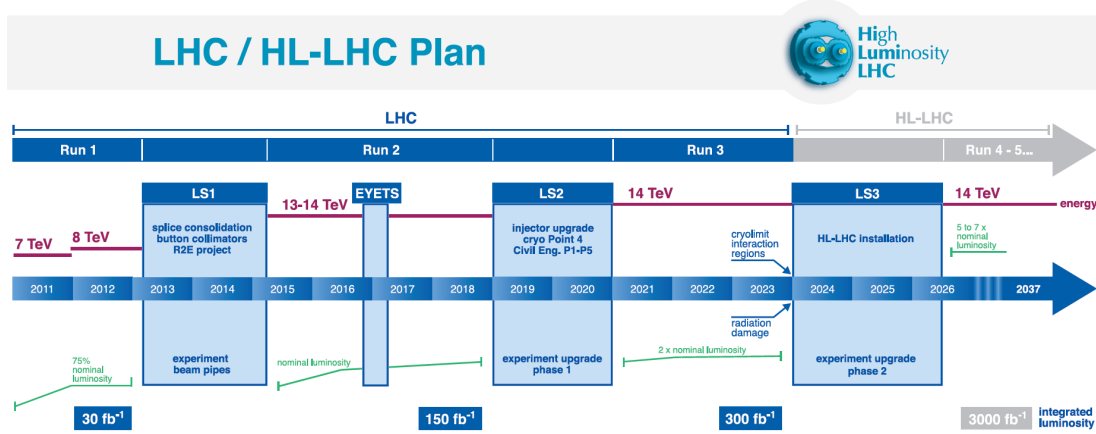 LHC / HL-LHC Plan
High
Luminosity
LHC
LHC
HL-LHC
Run 1
Run 2
Run 3
Run 4 - 5...
LS1
EYETS
LS2
LS3
7 TeV
8 TeV
13-14 TeV
14 TeV
14 TeV
energy
splice consolidation
button collimators
R2E project
injector upgrade
cryo Point 4
Civil Eng. P1-P5
cryolimit
interaction
regions
HL-LHC installation
5 to 7 x
nominal
luminosity
2011 2012 2013 2014 2015 2016 2017 2018 2019 2020 2021 2022 2023 2024 2025 2026 2037
radiation
damage
75%
nominal
luminosity
experiment
beam pipes
nominal luminosity
experiment upgrade
phase 1
2 x nominal luminosity
experiment upgrade
phase 2
30 fb⁻¹
150 fb⁻¹
300 fb⁻¹
3000 fb⁻¹
integrated
luminosity